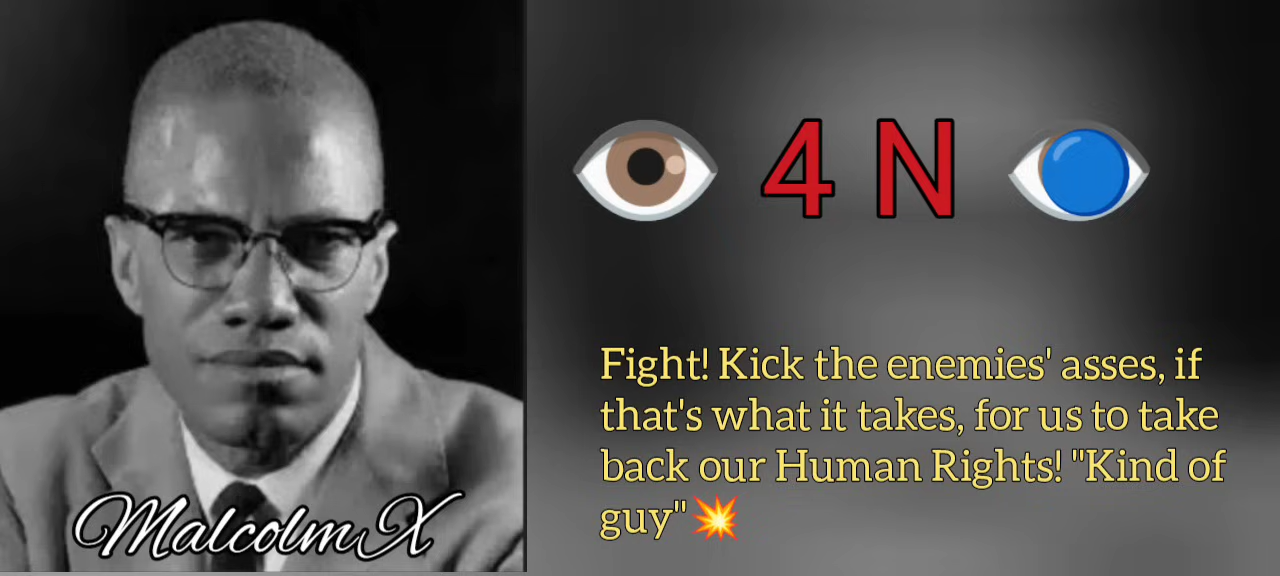 Malcolm X
👁 4 N 👁🔵
Fight! Kick the enemies' asses, if
that's what it takes, for us to take
back our Human Rights! "Kind of
guy"💥